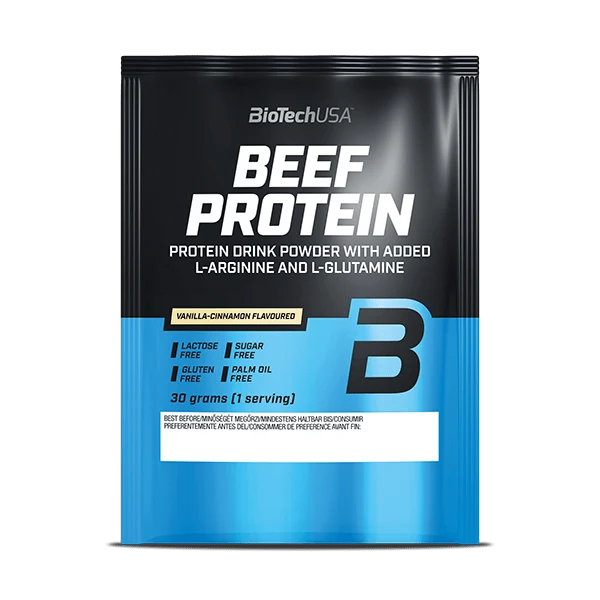 BioTechUSA™
BEEF
PROTEIN
PROTEIN DRINK POWDER WITH ADDED
L-ARGININE AND L-GLUTAMINE
VANILLA-CINNAMON FLAVOURED
LACTOSE FREE
SUGAR FREE
GLUTEN FREE
PALM OIL FREE
B
30 grams (1 serving)
BEST BEFORE/MINŐSÉGÉT MEGŐRZI/MINDESTENS HALTBAR BIS/CONSUMIR
PREFERENTEMENTE ANTES DEL/CONSOMMER DE PREFERENCE AVANT FIN: